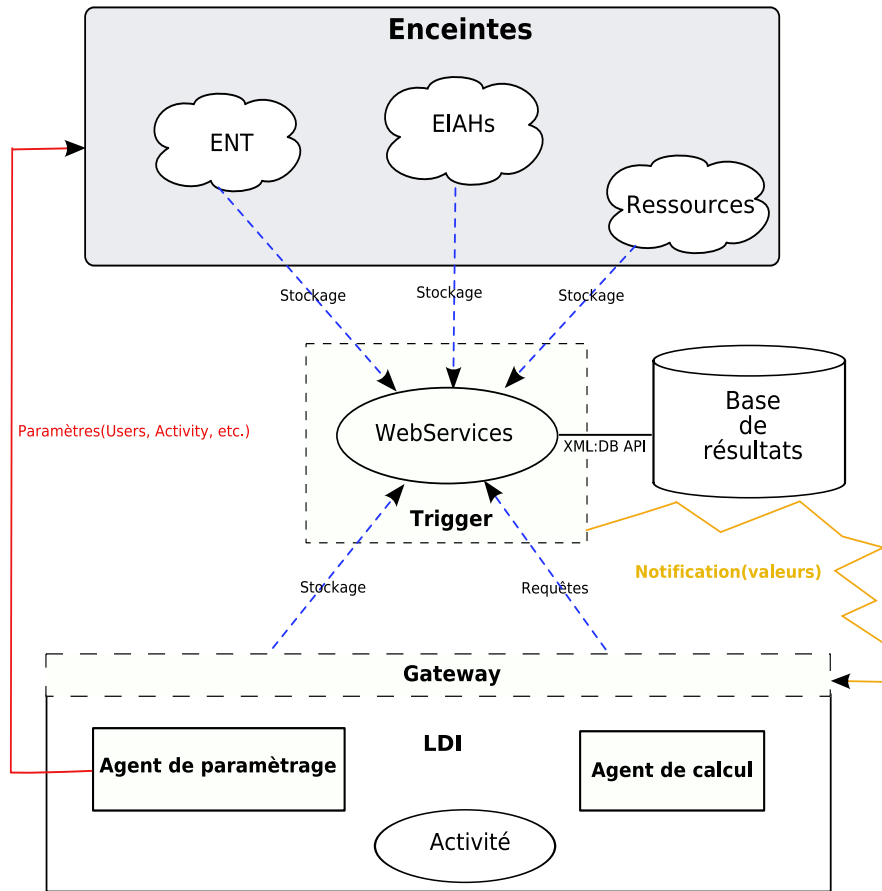 Enceintes
ENT
EIAHs
Ressources
Stockage
Stockage
Stockage
Paramètres(Users, Activity, etc.)
WebServices
XML:DB API
Base
de
résultats
Trigger
Notification(valeurs)
Stockage
Requêtes
Gateway
LDI
Agent de paramètrage
Agent de calcul
Activité